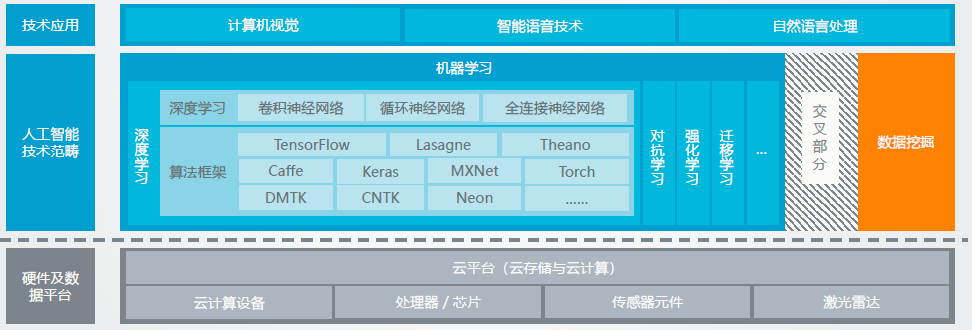 技术应用
计算机视觉
智能语音技术
自然语言处理
人工智能
技术范畴
机器学习
深度学习
深度学习
卷积神经网络
循环神经网络
全连接神经网络
算法框架
TensorFlow
Lasagne
Theano
Caffe
Keras
MXNet
Torch
DMTK
CNTK
Neon
......
对抗学习
强化学习
迁移学习
...
交叉部分
数据挖掘
硬件及数
据平台
云平台（云存储与云计算）
云计算设备
处理器 / 芯片
传感器元件
激光雷达